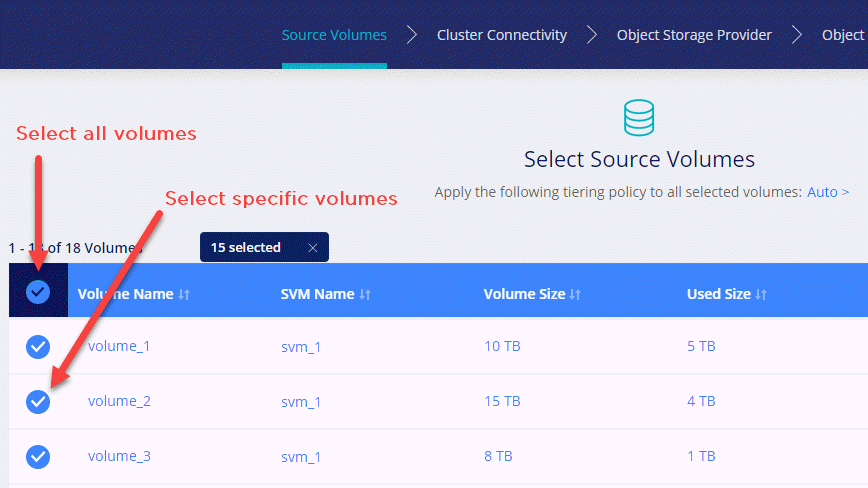 Source Volumes > Cluster Connectivity > Object Storage Provider > Object
Select all volumes
Select Source Volumes
Select specific volumes
Apply the following tiering policy to all selected volumes: Auto >
1 - 18 of 18 Volumes
15 selected ×
Volume Name SVM Name Volume Size Used Size
volume_1 svm_1 10 TB 5 TB
volume_2 svm_1 15 TB 4 TB
volume_3 svm_1 8 TB 1 TB